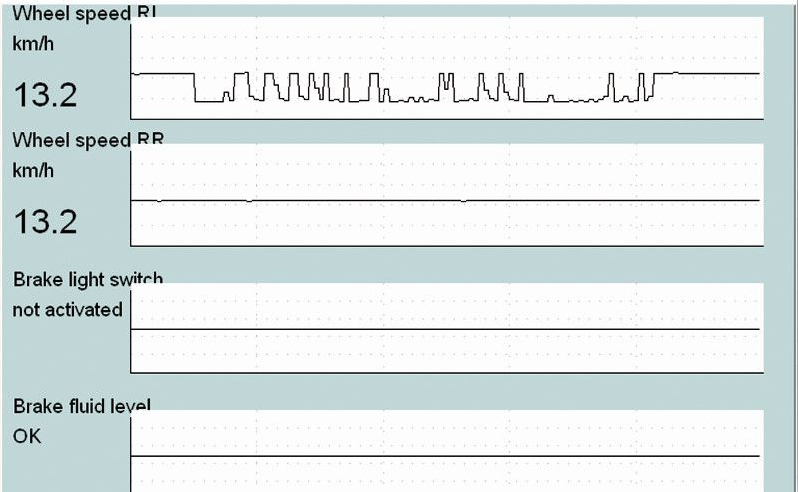 Wheel speed RL
km/h
13.2
Wheel speed RR
km/h
13.2
Brake light switch
not activated
Brake fluid level
OK